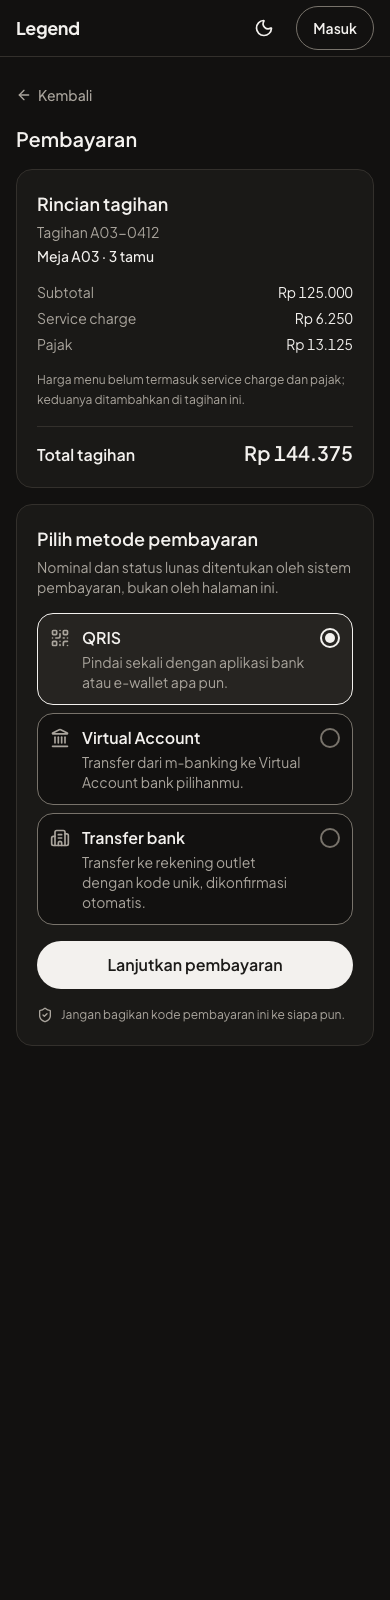 Legend
Masuk
Kembali
Pembayaran
Rincian tagihan
Tagihan A03–0412
Meja A03 · 3 tamu
Subtotal Rp 125.000
Service charge Rp 6.250
Pajak Rp 13.125
Harga menu belum termasuk service charge dan pajak;
keduanya ditambahkan di tagihan ini.
Total tagihan Rp 144.375
Pilih metode pembayaran
Nominal dan status lunas ditentukan oleh sistem
pembayaran, bukan oleh halaman ini.
QRIS
Pindai sekali dengan aplikasi bank
atau e-wallet apa pun.
Virtual Account
Transfer dari m-banking ke Virtual
Account bank pilihanmu.
Transfer bank
Transfer ke rekening outlet
dengan kode unik, dikonfirmasi
otomatis.
Lanjutkan pembayaran
Jangan bagikan kode pembayaran ini ke siapa pun.